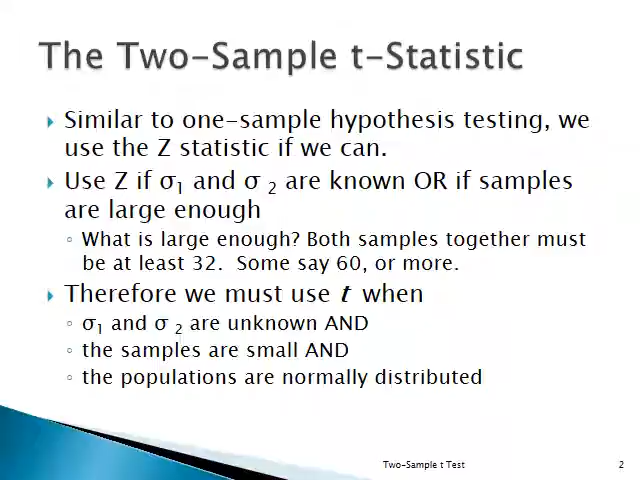 The Two-Sample t-Statistic
Similar to one-sample hypothesis testing, we
use the Z statistic if we can.
Use Z if σ1 and σ 2 are known OR if samples
are large enough
What is large enough? Both samples together must
be at least 32.  Some say 60, or more.
Therefore we must use t when
σ1 and σ 2 are unknown AND
the samples are small AND
the populations are normally distributed
Two-Sample t Test
2